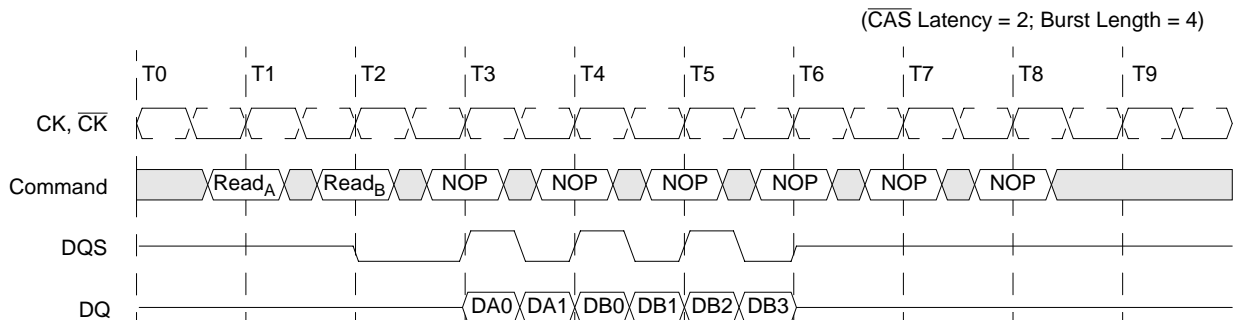 (CAS Latency = 2; Burst Length = 4)
T0 T1 T2 T3 T4 T5 T6 T7 T8 T9
CK, CK
Command ReadA ReadB NOP NOP NOP NOP NOP NOP
DQS
DQ DA0 DA1 DB0 DB1 DB2 DB3